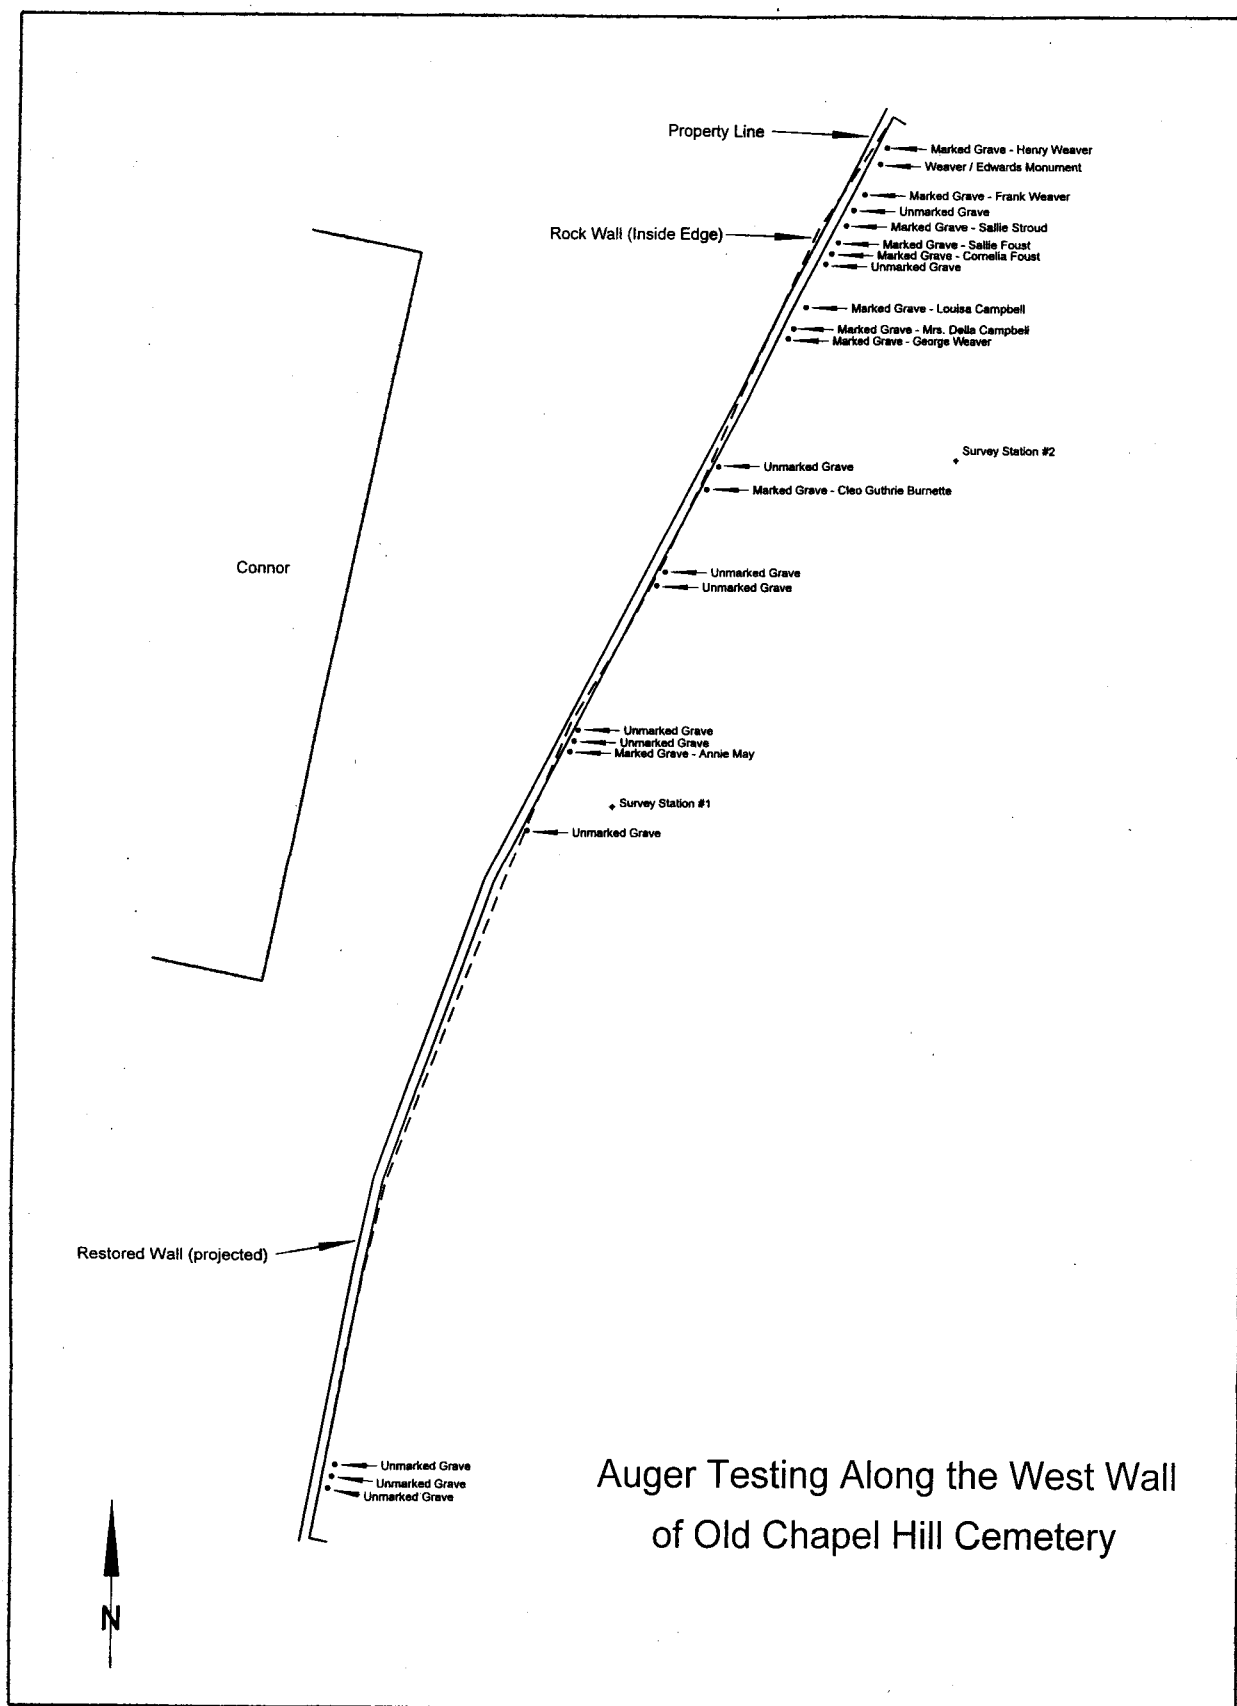 Property Line
Marked Grave - Henry Weaver
Weaver / Edwards Monument
Marked Grave - Frank Weaver
Unmarked Grave
Marked Grave - Sallie Stroud
Rock Wall (Inside Edge)
Marked Grave - Sallie Foust
Marked Grave - Cornelia Foust
Unmarked Grave
Marked Grave - Louisa Campbell
Marked Grave - Mrs. Della Campbell
Marked Grave - George Weaver
Survey Station #2
Unmarked Grave
Marked Grave - Cleo Guthrie Burnette
Connor
Unmarked Grave
Unmarked Grave
Unmarked Grave
Unmarked Grave
Marked Grave - Annie May
Survey Station #1
Unmarked Grave
Restored Wall (projected)
Unmarked Grave
Unmarked Grave
Unmarked Grave
Auger Testing Along the West Wall
of Old Chapel Hill Cemetery
N